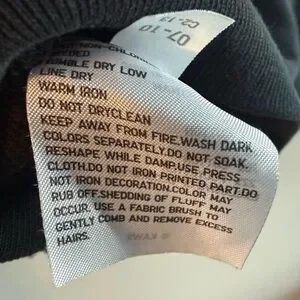 07-10
C2-13
NON-CHLORINE
NEEDED
TUMBLE DRY LOW
LINE DRY
WARM IRON
DO NOT DRYCLEAN
KEEP AWAY FROM FIRE.WASH DARK
COLORS SEPARATELY.DO NOT SOAK.
RESHAPE WHILE DAMP.USE PRESS
CLOTH.DO NOT IRON PRINTED PART.DO
NOT IRON DECORATION.COLOR MAY
RUB OFF.SHEDDING OF FLUFF MAY
OCCUR. USE A FABRIC BRUSH TO
GENTLY COMB AND REMOVE EXCESS
HAIRS.